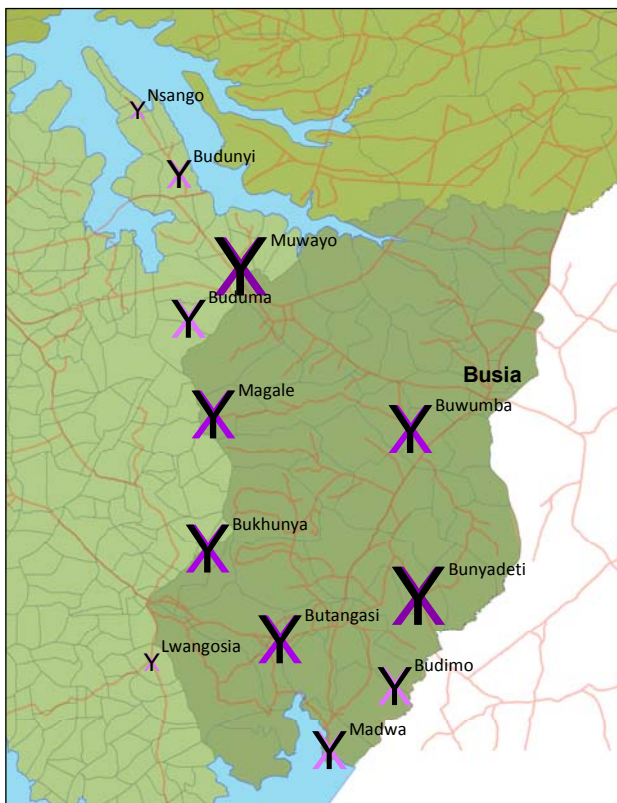 Nsango
Budunyi
Muwayo
Buduma
Busia
Magale
Buwumba
Bukhunya
Bunyadeti
Butangasi
Lwangosia
Budimo
Madwa